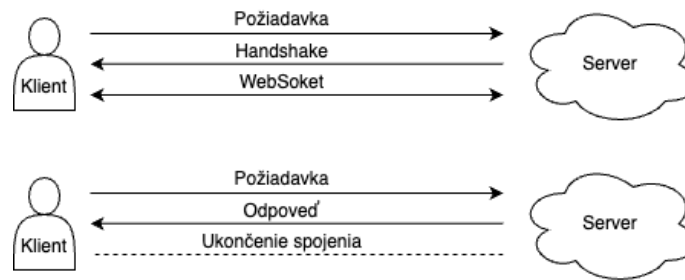 Požiadavka
Handshake
WebSoket
Klient
Server
Požiadavka
Odpoveď
Ukončenie spojenia
Klient
Server